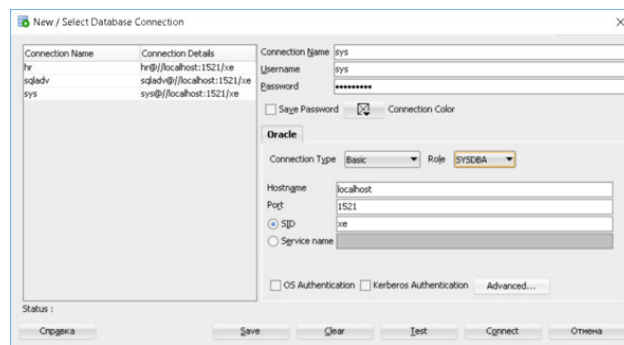 New / Select Database Connection
Connection Name Connection Details
hr hr@//localhost:1521/xe
sqladv sqladv@//localhost:1521/xe
sys sys@//localhost:1521/xe
Connection Name sys
Username sys
Password •••••••••
Save Password Connection Color
Oracle
Connection Type Basic Role SYSDBA
Hostname localhost
Port 1521
SID xe
Service name
OS Authentication Kerberos Authentication Advanced...
Status :
Справка Save Clear Test Connect Отмена